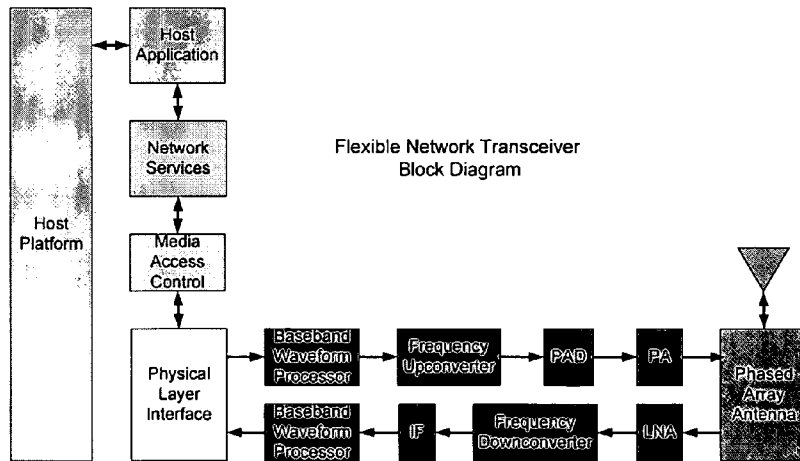 Host
Application
Network
Services
Flexible Network Transceiver
Block Diagram
Host
Platform
Media
Access
Control
Physical
Layer
Interface
Baseband
Waveform
Processor
Frequency
Upconverter
PAD
PA
Phased
Array
Antenna
Baseband
Waveform
Processor
IF
Frequency
Downconverter
LNA